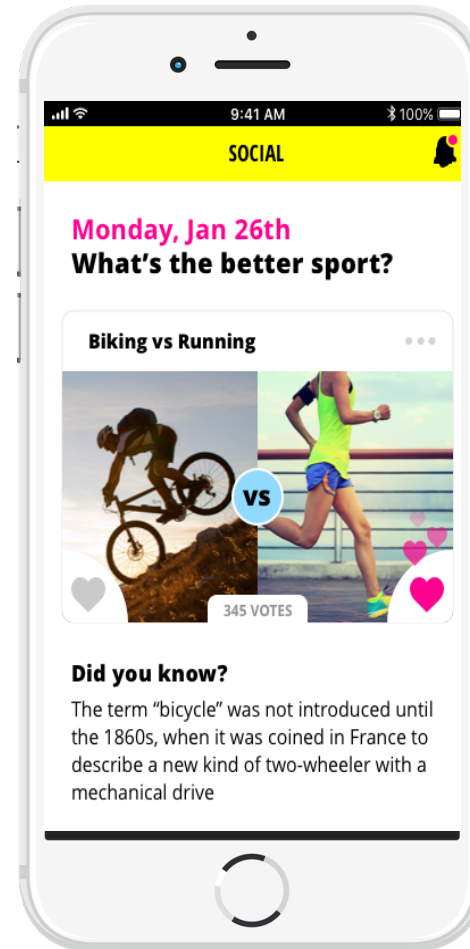 9:41 AM
100%
SOCIAL
Monday, Jan 26th
What’s the better sport?
Biking vs Running
VS
345 VOTES
Did you know?
The term “bicycle” was not introduced until
the 1860s, when it was coined in France to
describe a new kind of two-wheeler with a
mechanical drive